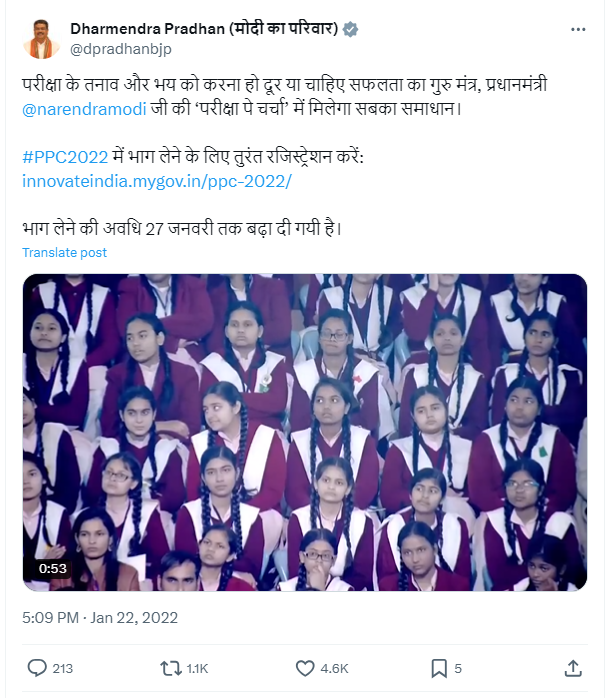 Dharmendra Pradhan (मोदी का परिवार)
@dpradhanbjp
परीक्षा के तनाव और भय को करना हो दूर या चाहिए सफलता का गुरु मंत्र, प्रधानमंत्री
@narendramodi जी की ‘परीक्षा पे चर्चा’ में मिलेगा सबका समाधान।
#PPC2022 में भाग लेने के लिए तुरंत रजिस्ट्रेशन करें:
innovateindia.mygov.in/ppc-2022/
भाग लेने की अवधि 27 जनवरी तक बढ़ा दी गयी है।
Translate post
0:53
5:09 PM · Jan 22, 2022
213 1.1K 4.6K 5